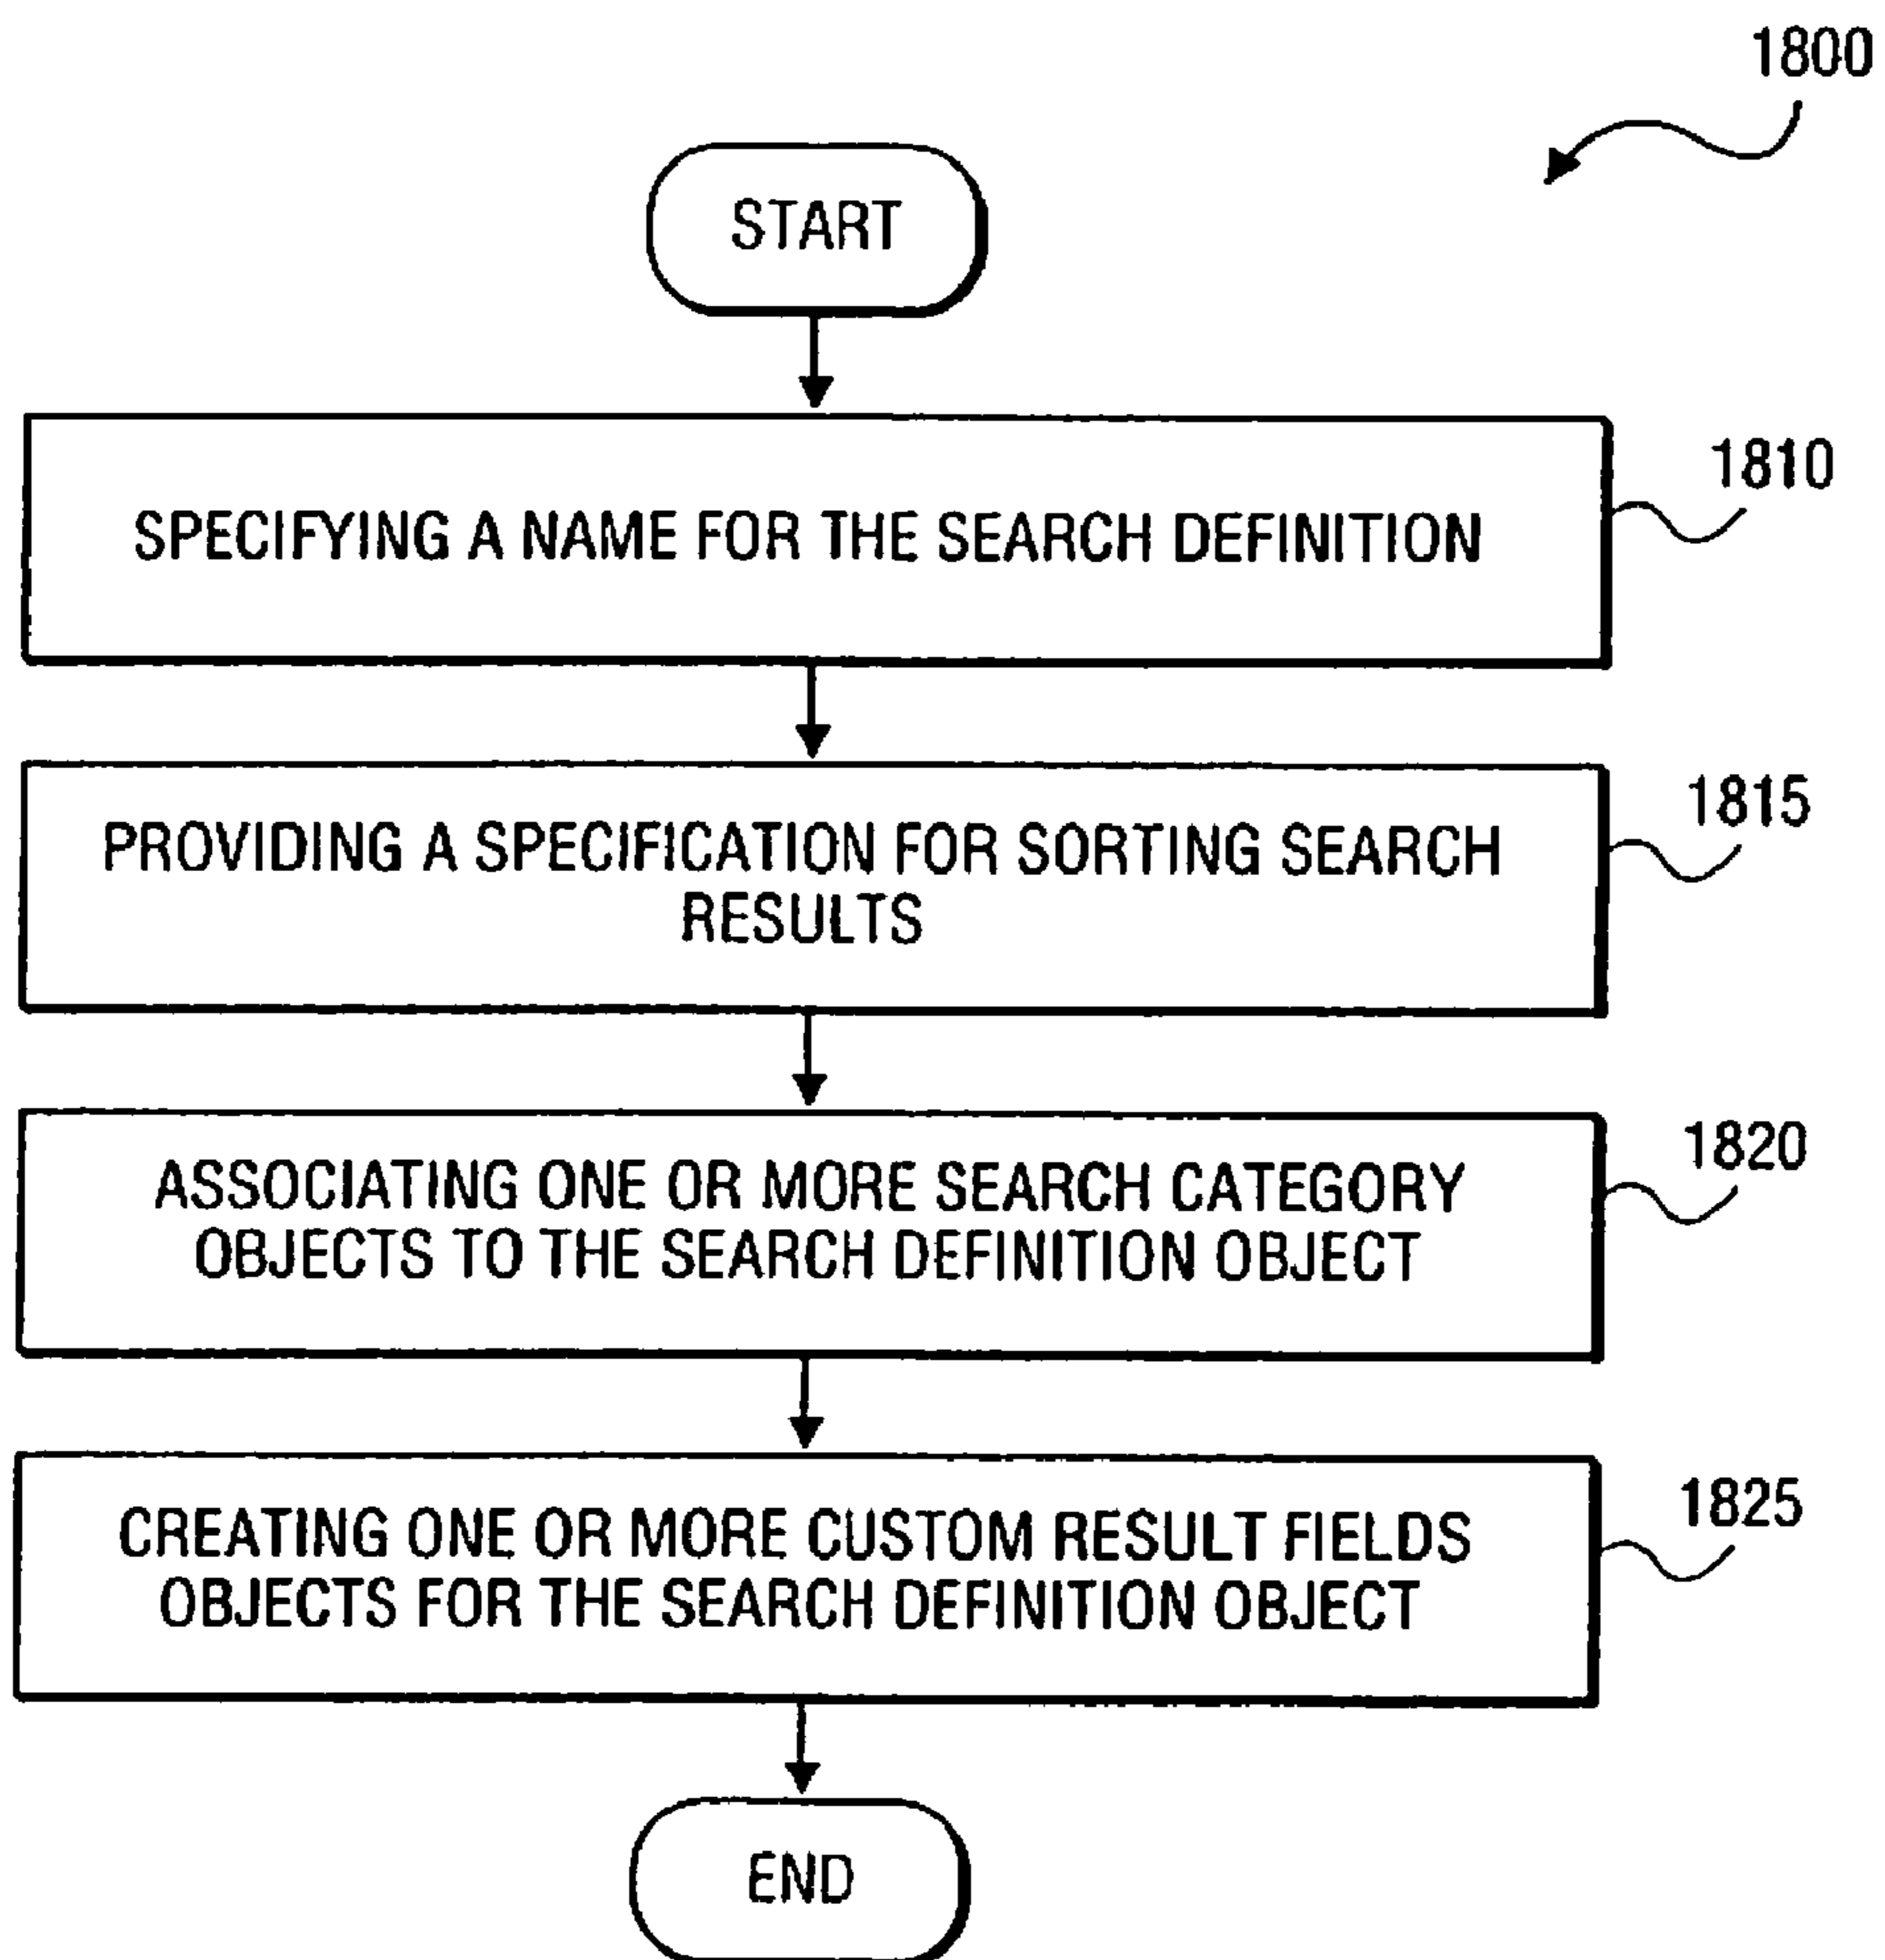 1800
START
SPECIFYING A NAME FOR THE SEARCH DEFINITION
1810
PROVIDING A SPECIFICATION FOR SORTING SEARCH
RESULTS
1815
ASSOCIATING ONE OR MORE SEARCH CATEGORY
OBJECTS TO THE SEARCH DEFINITION OBJECT
1820
CREATING ONE OR MORE CUSTOM RESULT FIELDS
OBJECTS FOR THE SEARCH DEFINITION OBJECT
1825
END